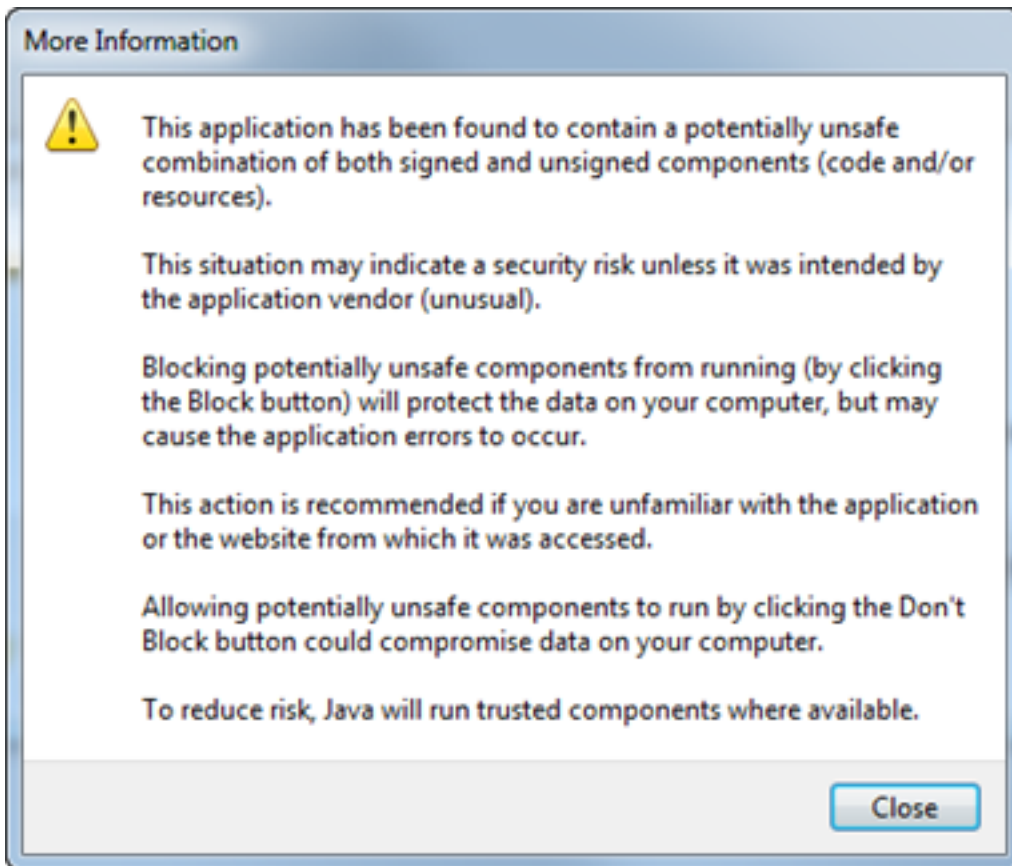 More Information
This application has been found to contain a potentially unsafe
combination of both signed and unsigned components (code and/or
resources).
This situation may indicate a security risk unless it was intended by
the application vendor (unusual).
Blocking potentially unsafe components from running (by clicking
the Block button) will protect the data on your computer, but may
cause the application errors to occur.
This action is recommended if you are unfamiliar with the application
or the website from which it was accessed.
Allowing potentially unsafe components to run by clicking the Don't
Block button could compromise data on your computer.
To reduce risk, Java will run trusted components where available.
Close